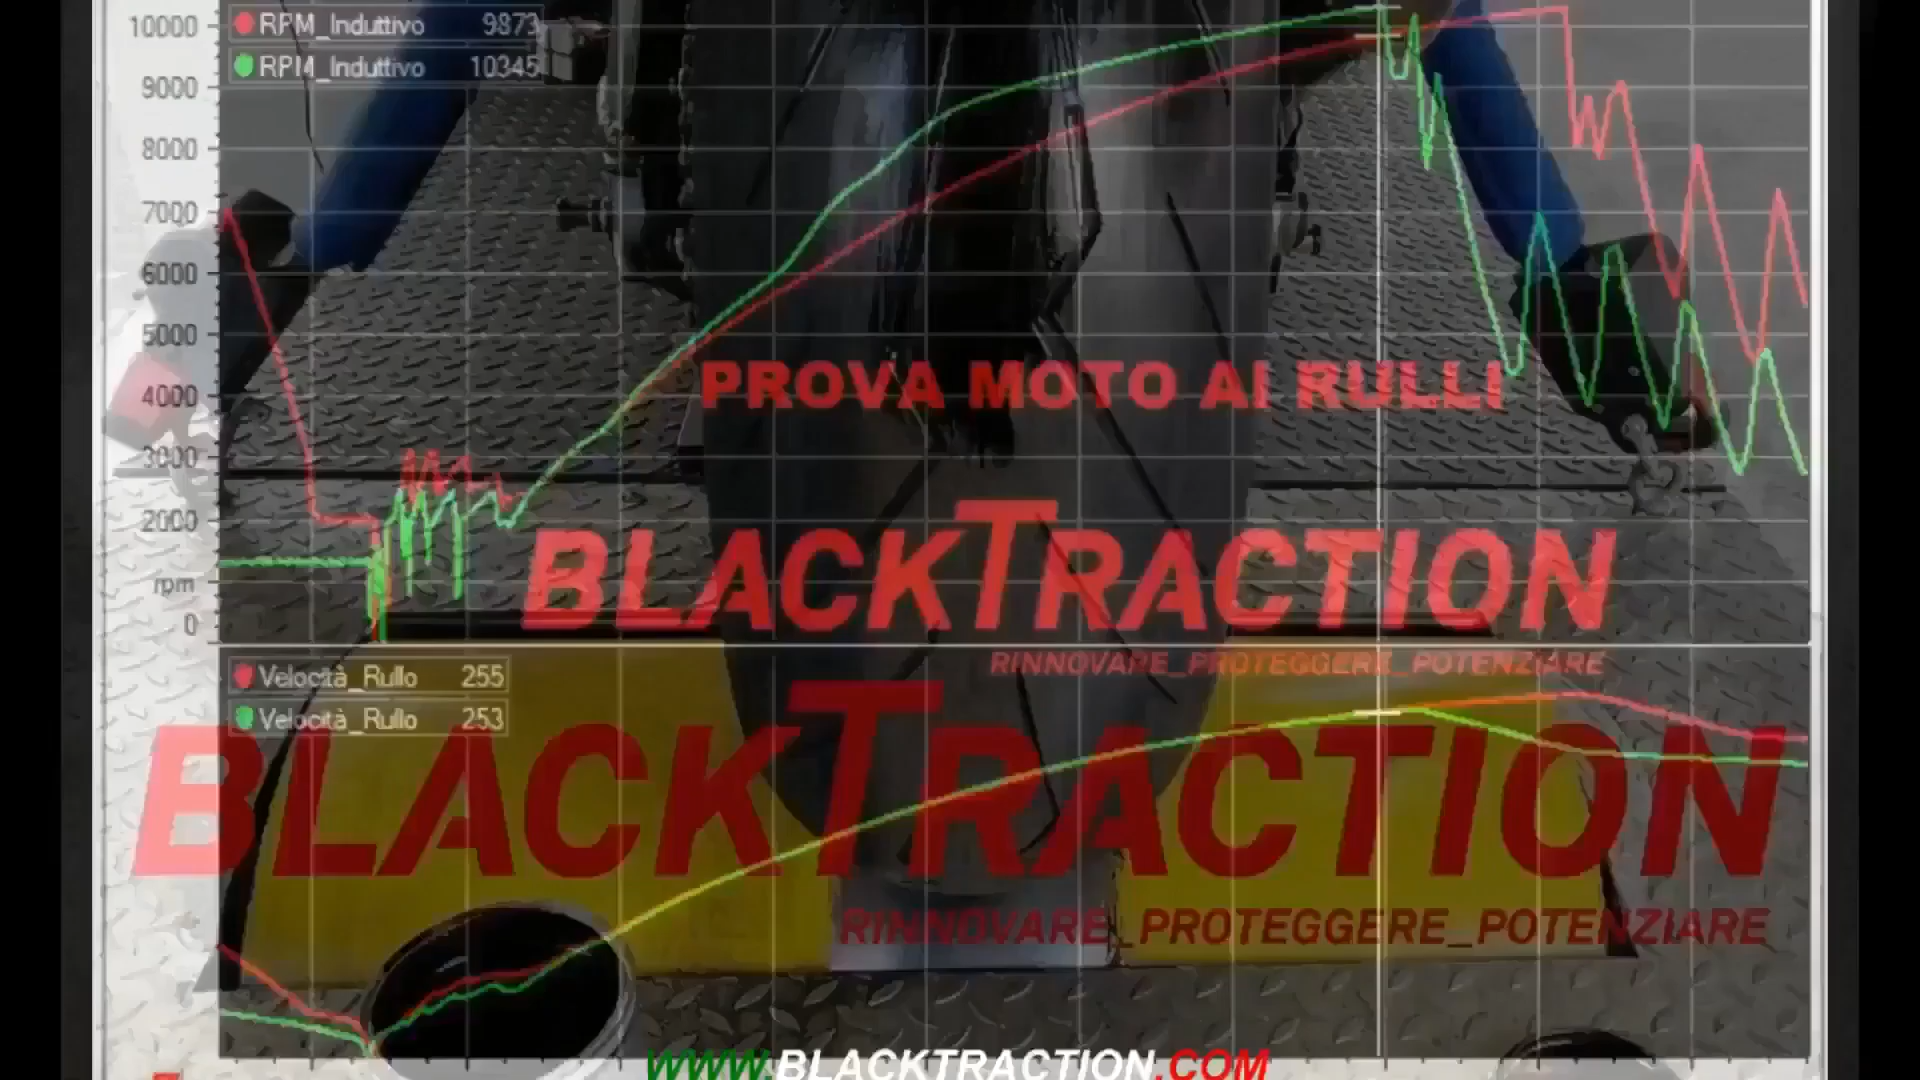 10000
RPM_Induttivo 9873
RPM_Induttivo 10345
9000
8000
7000
6000
5000
4000
3000
2000
rpm
0
PROVA MOTO AI RULLI
BLACKTRACTION
RINNOVARE_PROTEGGERE_POTENZIARE
Velocità_Rullo 255
Velocità_Rullo 253
BLACKTRACTION
RINNOVARE_PROTEGGERE_POTENZIARE
WWW.BLACKTRACTION.COM